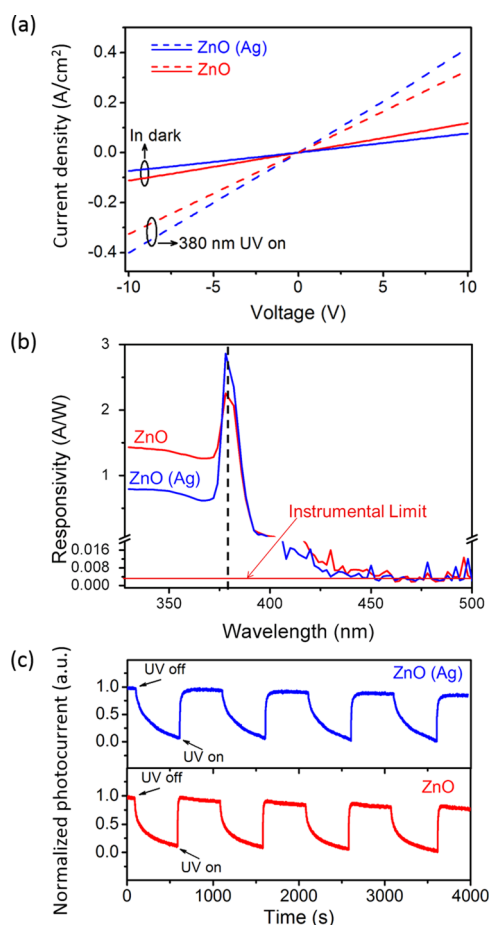 (a)
Current density (A/cm²)
0.4
0.2
0.0
-0.2
-0.4
ZnO (Ag)
ZnO
In dark
380 nm UV on
-10
-5
0
5
10
Voltage (V)
(b)
Responsivity (A/W)
3
2
1
0.016
0.008
0.000
ZnO
ZnO (Ag)
Instrumental Limit
350
400
450
500
Wavelength (nm)
(c)
Normalized photocurrent (a.u.)
1.0
0.5
0.0
UV off
ZnO (Ag)
UV on
1.0
0.5
0.0
UV off
ZnO
UV on
0
1000
2000
3000
4000
Time (s)